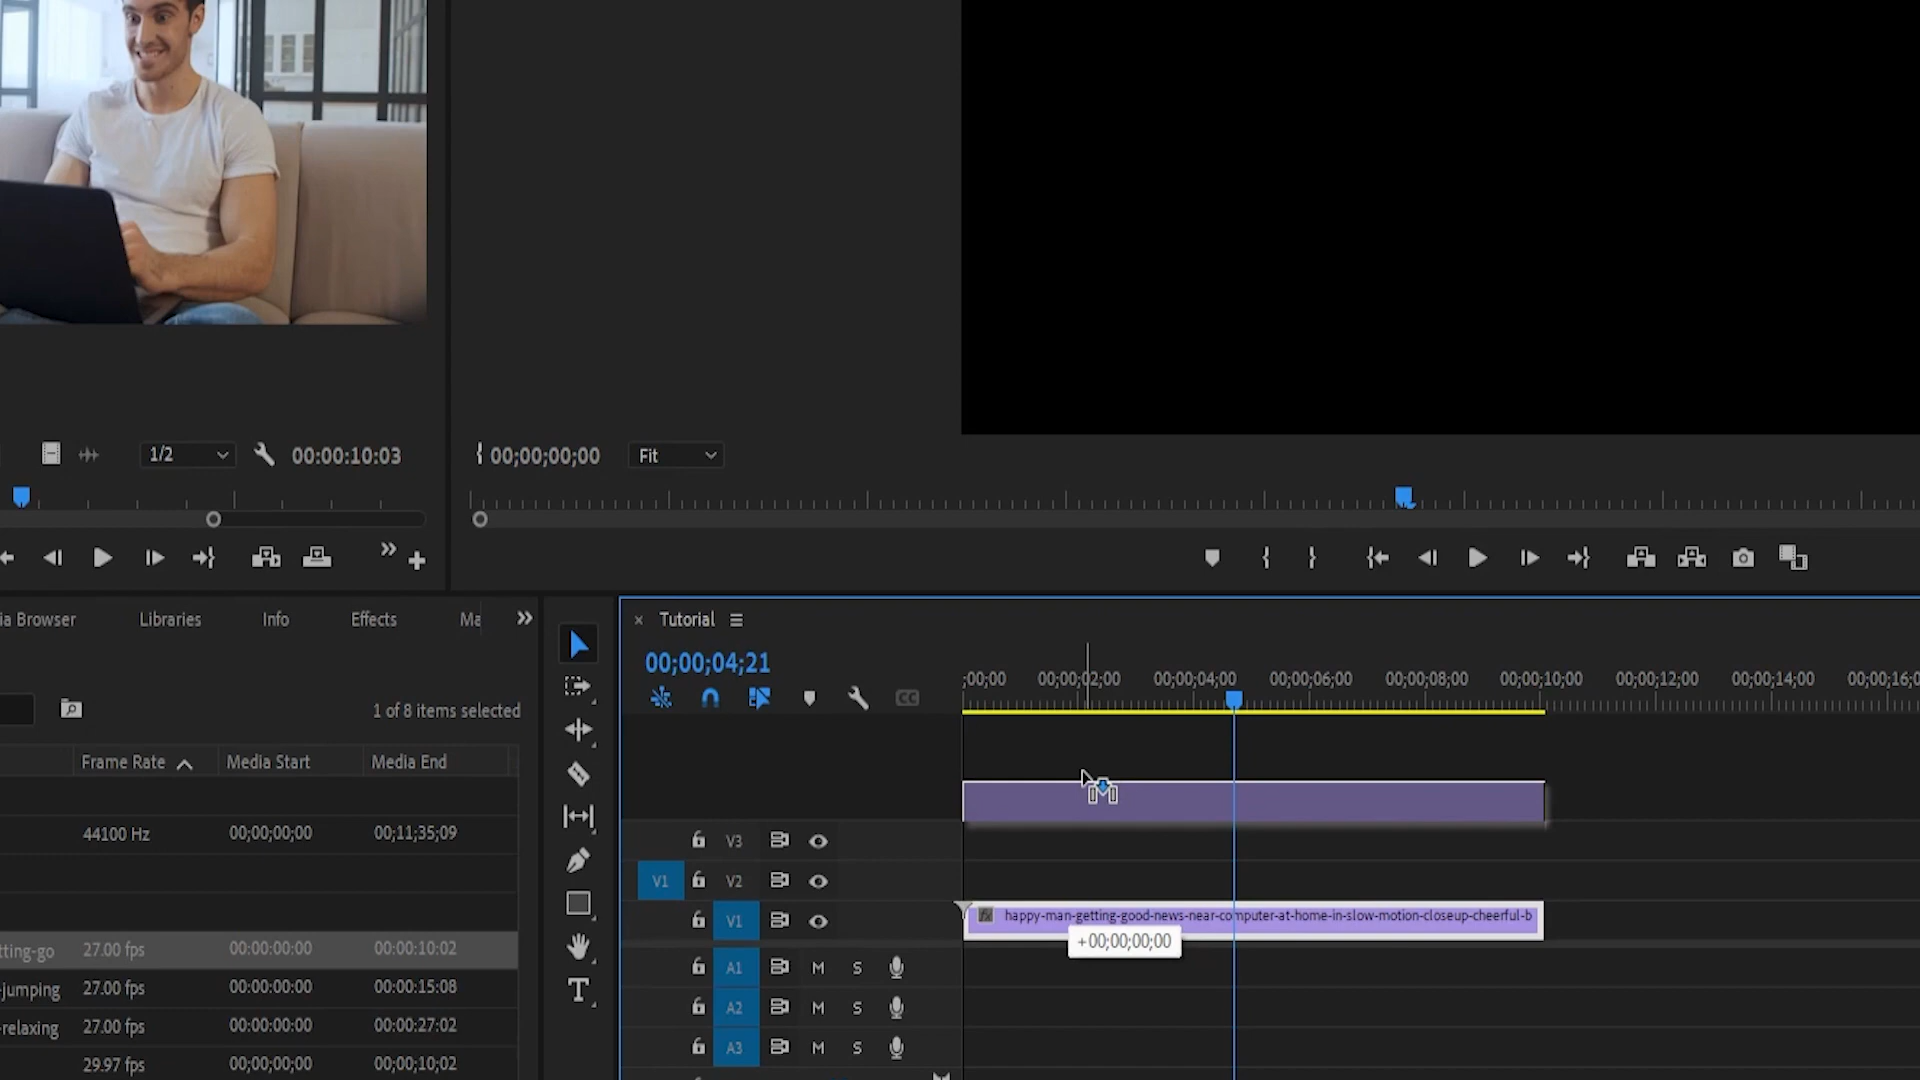 1/2
00:00:10:03
00;00;00;00
Fit
ia Browser
Libraries
Info
Effects
Ma
Tutorial
00;00;04;21
;00;00
00;00;02;00
00;00;04;00
00;00;06;00
00;00;08;00
00;00;10;00
00;00;12;00
00;00;14;00
00;00;16;0
1 of 8 items selected
Frame Rate
Media Start
Media End
44100 Hz
00;00;00;00
00;11;35;09
tting-go
27.00 fps
00:00:00:00
00:00:10:02
-jumping
27.00 fps
00:00:00:00
00:00:15:08
-relaxing
27.00 fps
00:00:00:00
00:00:27:02
29.97 fps
00;00;00;00
00;00;10;02
T
CC
V3
V1
V2
V1
fx
happy-man-getting-good-news-near-computer-at-home-in-slow-motion-closeup-cheerful-b
+00;00;00;00
A1
M
S
A2
M
S
A3
M
S